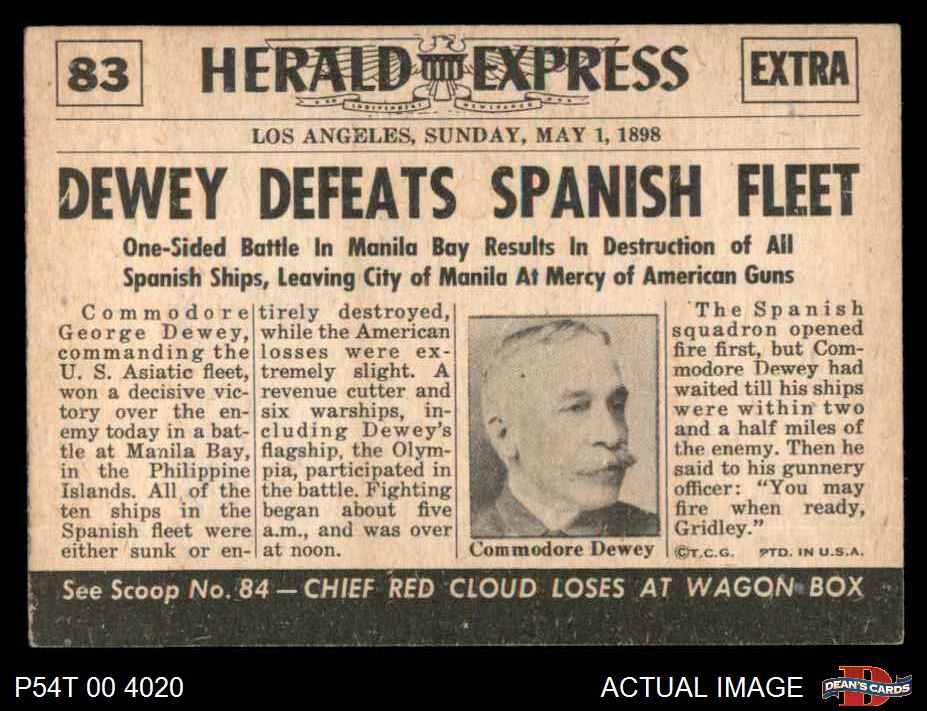 83
HERALD EXPRESS
AN INDEPENDENT NEWSPAPER
EXTRA
LOS ANGELES, SUNDAY, MAY 1, 1898
DEWEY DEFEATS SPANISH FLEET
One-Sided Battle In Manila Bay Results In Destruction of All
Spanish Ships, Leaving City of Manila At Mercy of American Guns
Commodore
George Dewey,
commanding the
U. S. Asiatic fleet,
won a decisive vic-
tory over the en-
emy today in a bat-
tle at Manila Bay,
in the Philippine
Islands. All of the
ten ships in the
Spanish fleet were
either sunk or en-
tirely destroyed,
while the American
losses were ex-
tremely slight. A
revenue cutter and
six warships, in-
cluding Dewey's
flagship, the Olym-
pia, participated in
the battle. Fighting
began about five
a.m., and was over
at noon.
Commodore Dewey
The Spanish
squadron opened
fire first, but Com-
modore Dewey had
waited till his ships
were within two
and a half miles of
the enemy. Then he
said to his gunnery
officer: "You may
fire when ready,
Gridley."
©T.C.G. PTD. IN U.S.A.
See Scoop No. 84 — CHIEF RED CLOUD LOSES AT WAGON BOX
P54T 00 4020
ACTUAL IMAGE
DEAN'S CARDS